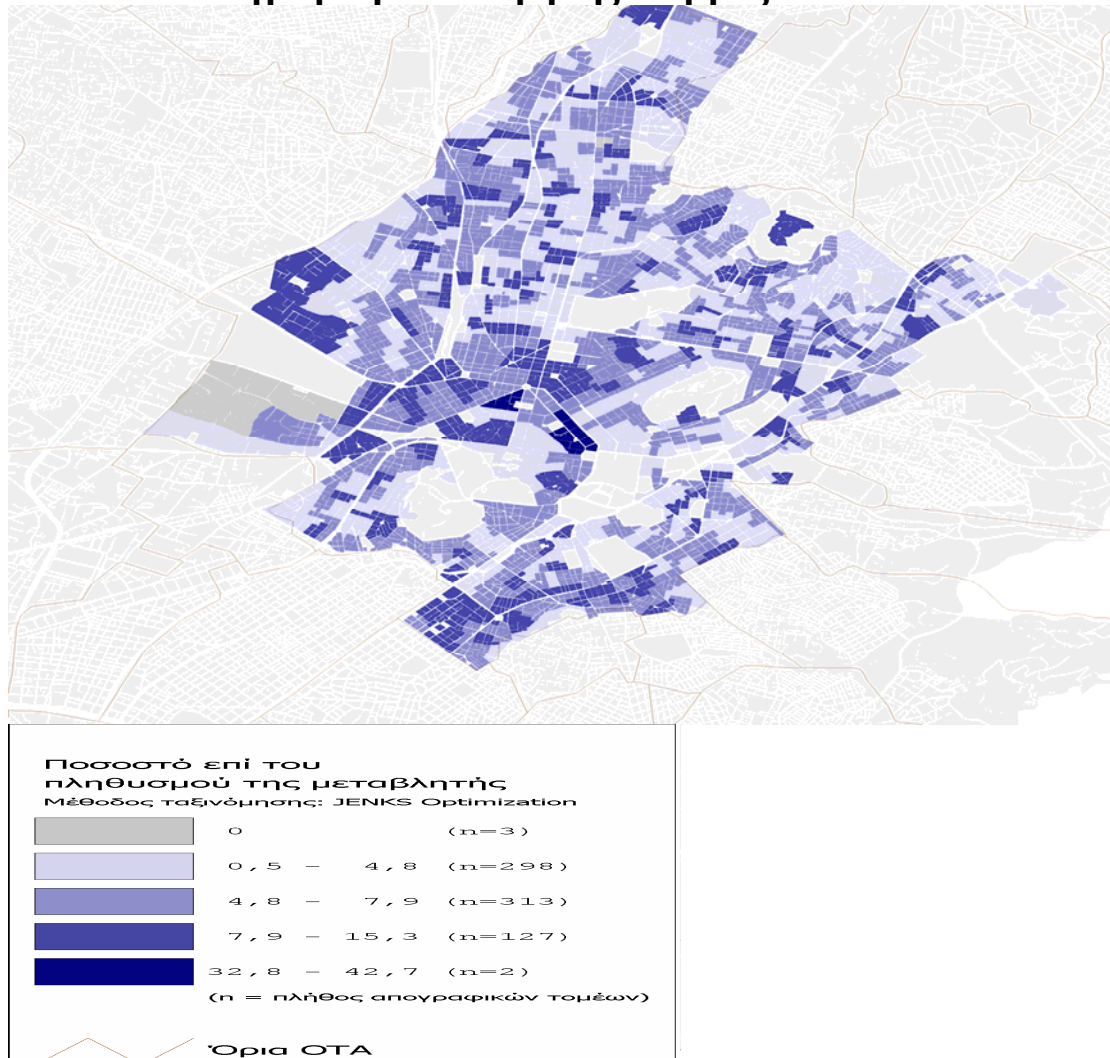 Ποσοστό επί του
πληθυσμού της μεταβλητής
Μέθοδος ταξινόμησης: JENKS Optimization
0 (n=3)
0,5 – 4,8 (n=298)
4,8 – 7,9 (n=313)
7,9 – 15,3 (n=127)
32,8 – 42,7 (n=2)
(n = πλήθος απογραφικών τομέων)
Όρια ΟΤΑ